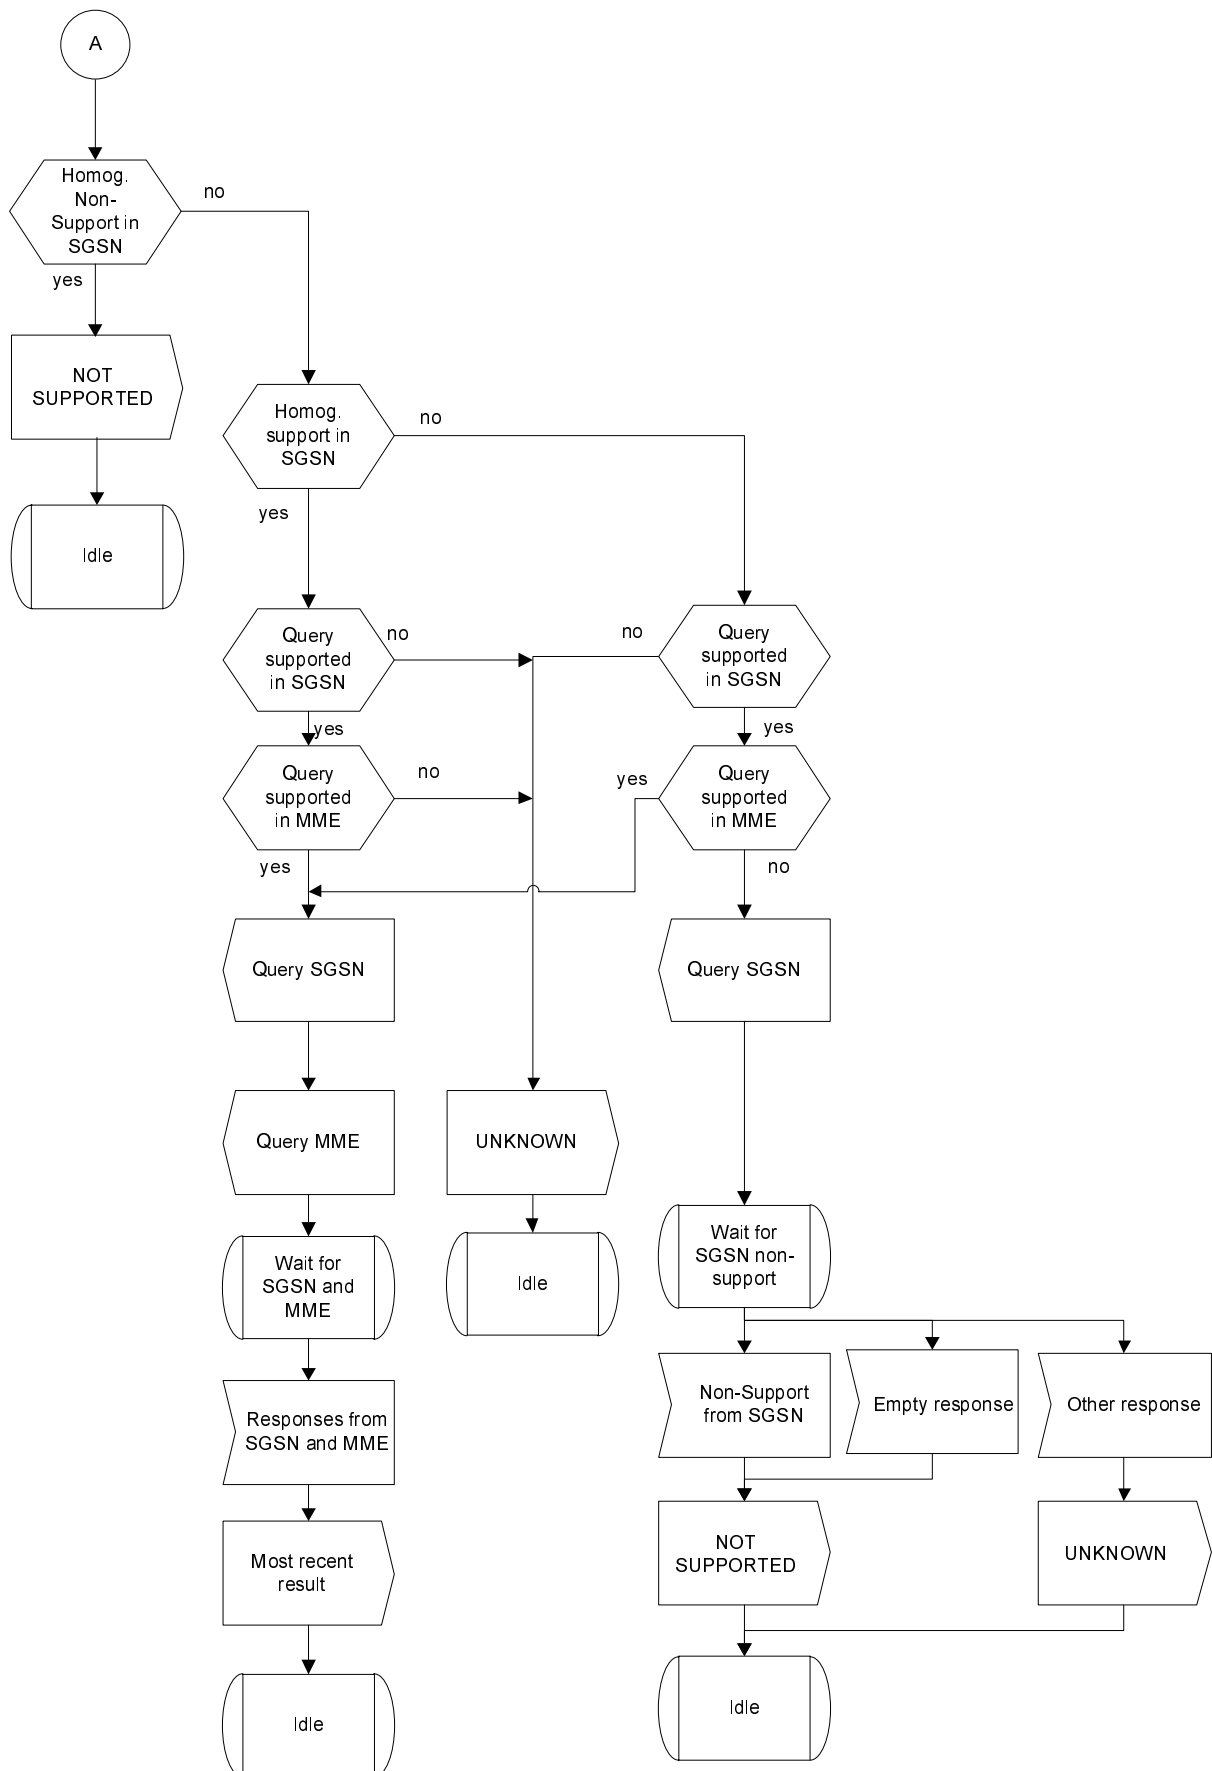 A
Homog.
Non-
Support in
SGSN
no
yes
NOT
SUPPORTED
Idle
Homog.
support in
SGSN
no
yes
Query
supported
in SGSN
no
yes
no
Query
supported
in SGSN
yes
Query
supported
in MME
no
yes
yes
Query
supported
in MME
no
Query SGSN
Query SGSN
Query MME
UNKNOWN
Wait for
SGSN and
MME
Idle
Wait for
SGSN non-
support
Responses from
SGSN and MME
Non-Support
from SGSN
Empty response
Other response
Most recent
result
NOT
SUPPORTED
UNKNOWN
Idle
Idle